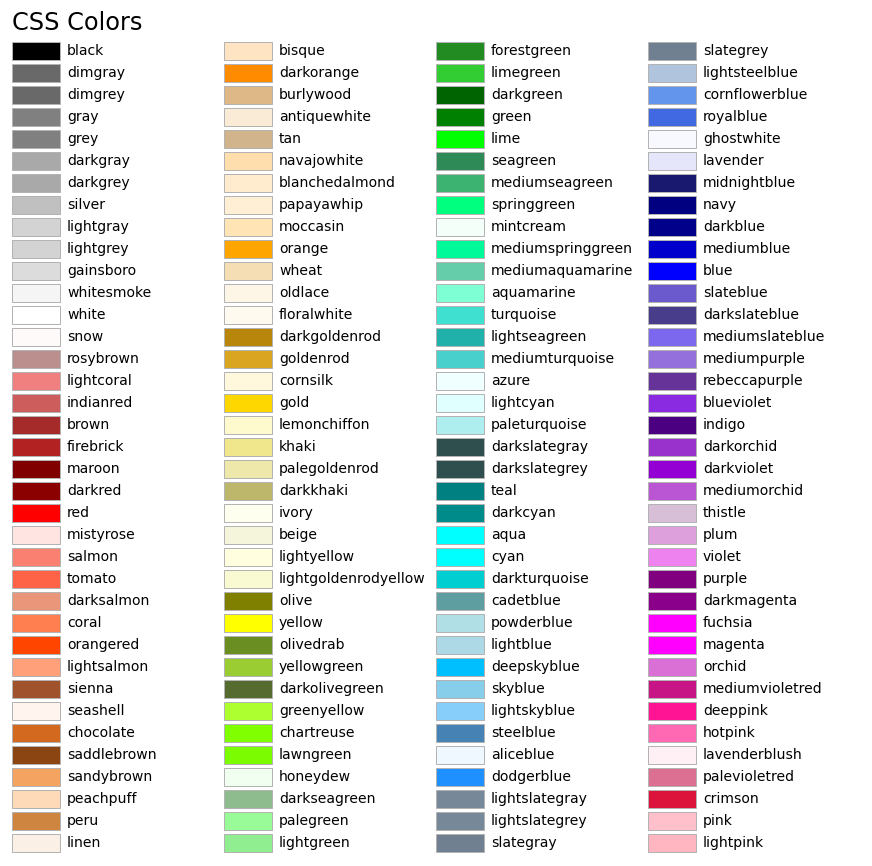 CSS Colors
black
dimgray
dimgrey
gray
grey
darkgray
darkgrey
silver
lightgray
lightgrey
gainsboro
whitesmoke
white
snow
rosybrown
lightcoral
indianred
brown
firebrick
maroon
darkred
red
mistyrose
salmon
tomato
darksalmon
coral
orangered
lightsalmon
sienna
seashell
chocolate
saddlebrown
sandybrown
peachpuff
peru
linen
bisque
darkorange
burlywood
antiquewhite
tan
navajowhite
blanchedalmond
papayawhip
moccasin
orange
wheat
oldlace
floralwhite
darkgoldenrod
goldenrod
cornsilk
gold
lemonchiffon
khaki
palegoldenrod
darkkhaki
ivory
beige
lightyellow
lightgoldenrodyellow
olive
yellow
olivedrab
yellowgreen
darkolivegreen
greenyellow
chartreuse
lawngreen
honeydew
darkseagreen
palegreen
lightgreen
forestgreen
limegreen
darkgreen
green
lime
seagreen
mediumseagreen
springgreen
mintcream
mediumspringgreen
mediumaquamarine
aquamarine
turquoise
lightseagreen
mediumturquoise
azure
lightcyan
paleturquoise
darkslategray
darkslategrey
teal
darkcyan
aqua
cyan
darkturquoise
cadetblue
powderblue
lightblue
deepskyblue
skyblue
lightskyblue
steelblue
aliceblue
dodgerblue
lightslategray
lightslategrey
slategray
slategrey
lightsteelblue
cornflowerblue
royalblue
ghostwhite
lavender
midnightblue
navy
darkblue
mediumblue
blue
slateblue
darkslateblue
mediumslateblue
mediumpurple
rebeccapurple
blueviolet
indigo
darkorchid
darkviolet
mediumorchid
thistle
plum
violet
purple
darkmagenta
fuchsia
magenta
orchid
mediumvioletred
deeppink
hotpink
lavenderblush
palevioletred
crimson
pink
lightpink